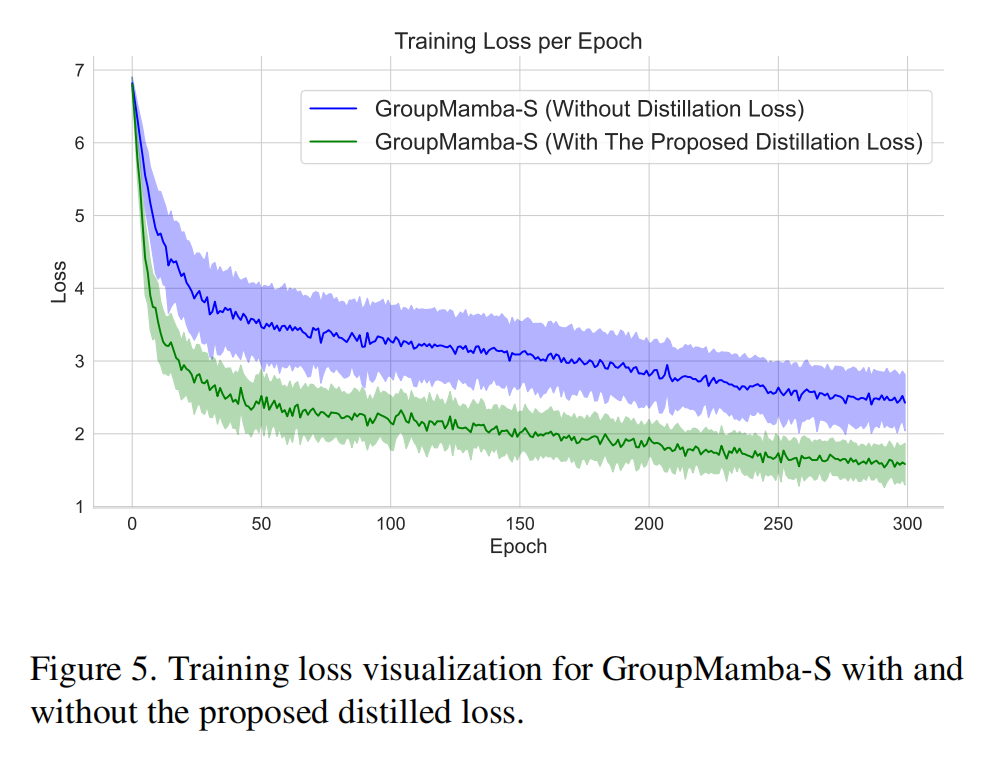 Training Loss per Epoch
7
6
5
4
3
2
1
Loss
GroupMamba-S (Without Distillation Loss)
GroupMamba-S (With The Proposed Distillation Loss)
0 50 100 150 200 250 300
Epoch
Figure 5. Training loss visualization for GroupMamba-S with and
without the proposed distilled loss.